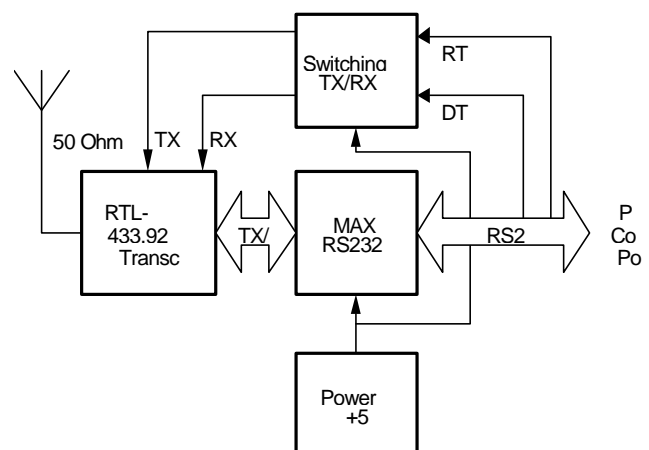 Switching
TX/RX
RT
DT
50 Ohm
TX
RX
RTL-
433.92
Transc
TX/
MAX
RS232
RS2
P
Co
Po
Power
+5